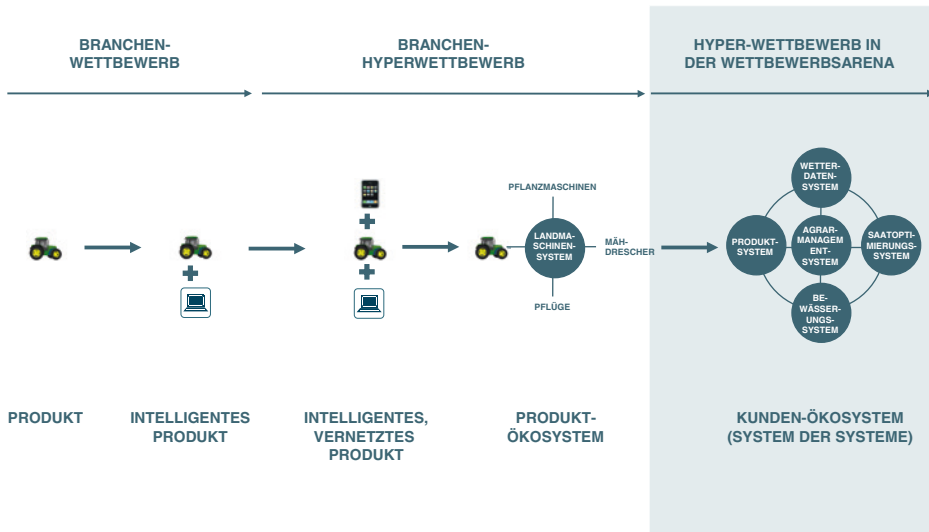 BRANCHEN-
WETTBEWERB
BRANCHEN-
HYPERWETTBEWERB
HYPER-WETTBEWERB IN
DER WETTBEWERBSARENA
PFLANZMASCHINEN
LANDMA-
SCHINEN-
SYSTEM
MÄH-
DRESCHER
PFLÜGE
WETTER-
DATEN-
SYSTEM
PRODUKT-
SYSTEM
AGRAR-
MANAGEM
ENT-
SYSTEM
SAATOPTI-
MIERUNGS-
SYSTEM
BE-
WÄSSER-
UNGS-
SYSTEM
PRODUKT
INTELLIGENTES
PRODUKT
INTELLIGENTES,
VERNETZTES
PRODUKT
PRODUKT-
ÖKOSYSTEM
KUNDEN-ÖKOSYSTEM
(SYSTEM DER SYSTEME)